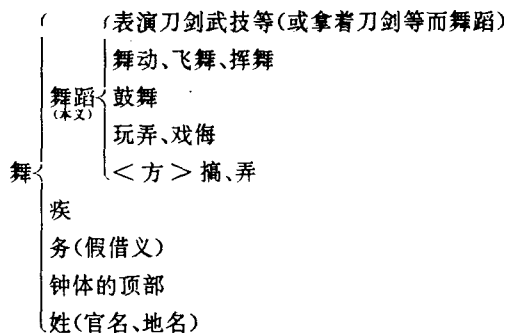 表演刀剑武技等(或拿着刀剑等而舞蹈)
舞动、飞舞、挥舞
舞蹈 鼓舞
(本义)
玩弄、戏侮
舞 <方>搞、弄
疾
务(假借义)
钟体的顶部
姓(官名、地名)